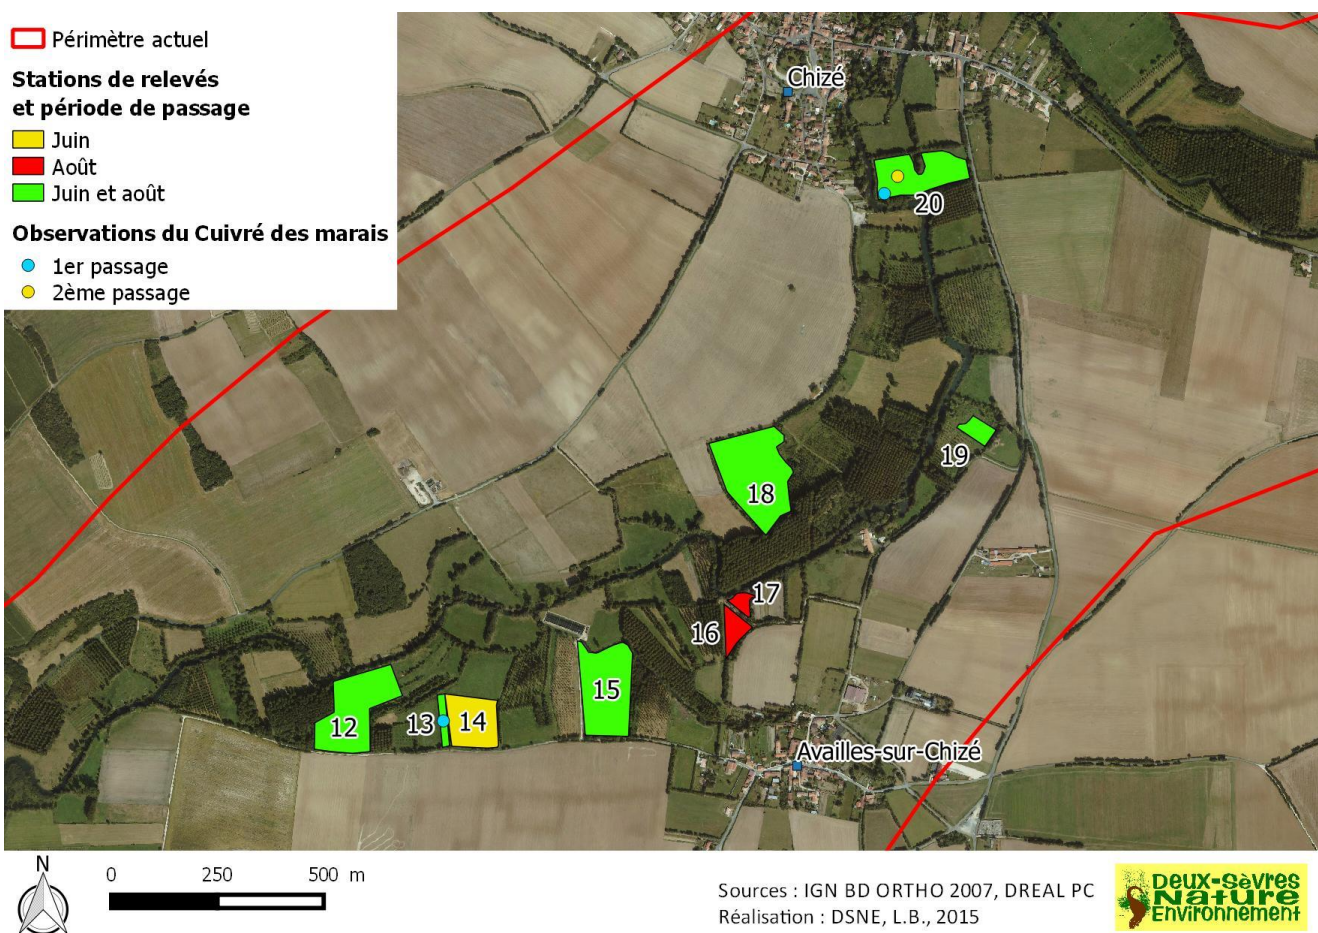 Périmètre actuel
Stations de relevés
et période de passage
Juin
Août
Juin et août
Observations du Cuivré des marais
1er passage
2ème passage
Chizé
20
19
18
17
16
15
12
13
14
Availles-sur-Chizé
N
0 250 500 m
Sources : IGN BD ORTHO 2007, DREAL PC
Réalisation : DSNE, L.B., 2015
Deux-Sèvres
Nature
Environnement